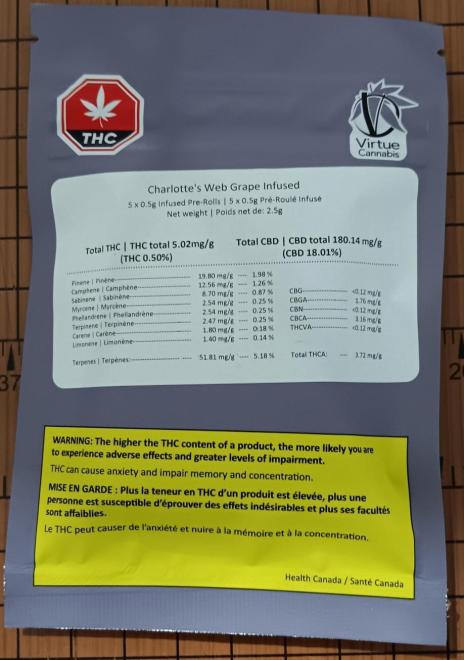 THC
Virtue
Cannabis
Charlotte's Web Grape Infused
5 x 0.5g Infused Pre-Rolls | 5 x 0.5g Pré-Roulé Infusé
Net weight | Poids net de: 2.5g
Total THC | THC total 5.02mg/g
(THC 0.50%)
Total CBD | CBD total 180.14 mg/g
(CBD 18.01%)
Pinene | Pinène 19.80 mg/g ---- 1.98 %
Camphene | Camphène 12.56 mg/g ---- 1.26 %
Sabinene | Sabinène 8.70 mg/g ---- 0.87 %
Myrcene | Myrcène 2.54 mg/g ---- 0.25 %
Phellandrene | Phellandrène 2.54 mg/g ---- 0.25 %
Terpinene | Terpinène 2.47 mg/g ---- 0.25 %
Carene | Carène 1.80 mg/g ---- 0.18 %
Limonene | Limonène 1.40 mg/g ---- 0.14 %
Terpenes | Terpènes: 51.81 mg/g ---- 5.18 %
CBG <0.12 mg/g
CBGA 1.76 mg/g
CBN <0.12 mg/g
CBCA 3.16 mg/g
THCVA <0.12 mg/g
Total THCA: ---- 3.72 mg/g
WARNING: The higher the THC content of a product, the more likely you are
to experience adverse effects and greater levels of impairment.
THC can cause anxiety and impair memory and concentration.
MISE EN GARDE : Plus la teneur en THC d'un produit est élevée, plus une
personne est susceptible d'éprouver des effets indésirables et plus ses facultés
sont affaiblies.
Le THC peut causer de l'anxiété et nuire à la mémoire et à la concentration.
Health Canada / Santé Canada
37